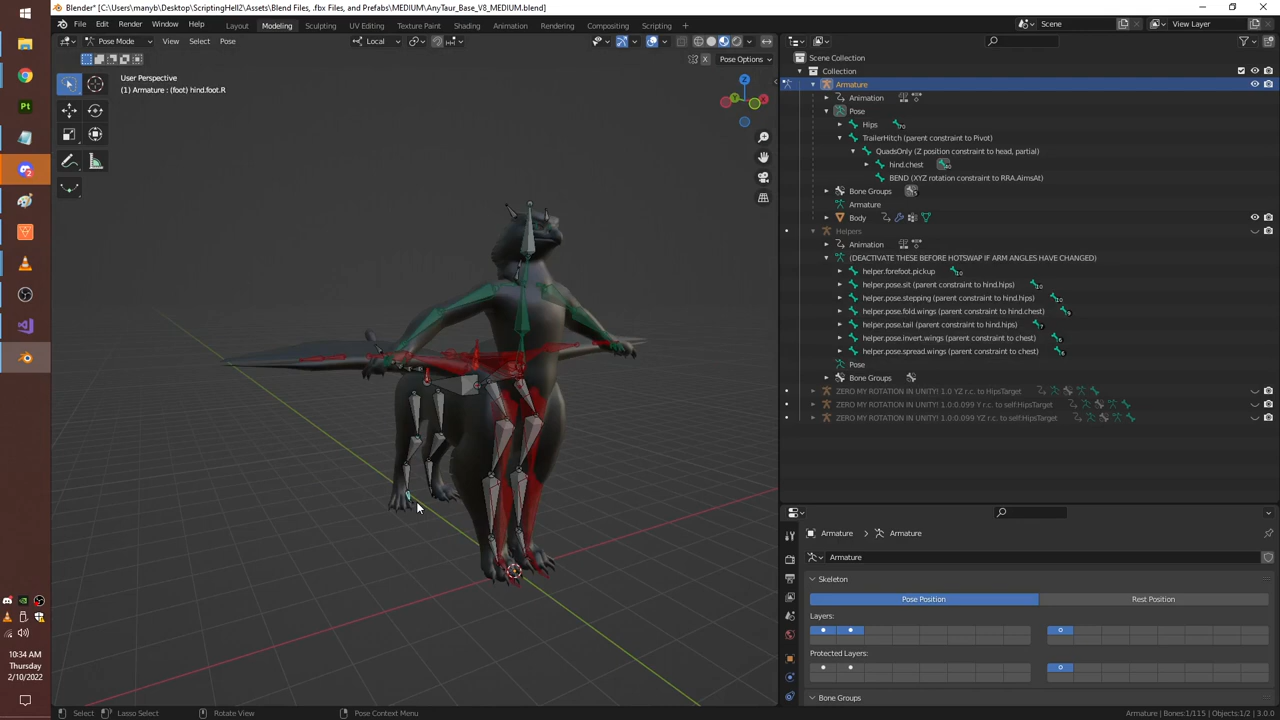 Blender* [C:\Users\manyb\Desktop\ScriptingHell2\Assets\Blend Files, .fbx Files, and Prefabs\MEDIUM\AnyTaur_Base_V8_MEDIUM.blend]
File Edit Render Window Help Layout Modeling Sculpting UV Editing Texture Paint Shading Animation Rendering Compositing Scripting Scene View Layer
Pose Mode View Select Pose Local
X Pose Options
User Perspective
(1) Armature : (foot) hind.foot.R
Z
Y
X
Scene Collection
Collection
Armature
Animation
Pose
Hips
TrailerHitch (parent constraint to Pivot)
QuadsOnly (Z position constraint to head, partial)
hind.chest
BEND (XYZ rotation constraint to RRA.AimsAt)
Bone Groups
Armature
Body
Helpers
Animation
(DEACTIVATE THESE BEFORE HOTSWAP IF ARM ANGLES HAVE CHANGED)
helper.forefoot.pickup
helper.pose.sit (parent constraint to hind.hips)
helper.pose.stepping (parent constraint to hind.hips)
helper.pose.fold.wings (parent constraint to hind.chest)
helper.pose.tail (parent constraint to hind.hips)
helper.pose.invert.wings (parent constraint to chest)
helper.pose.spread.wings (parent constraint to chest)
Pose
Bone Groups
ZERO MY ROTATION IN UNITY! 1.0 YZ r.c. to HipsTarget
ZERO MY ROTATION IN UNITY! 1.0:0.099 YZ r.c. to self:HipsTarget
ZERO MY ROTATION IN UNITY! 1.0:0.099 YZ r.c. to self:HipsTarget
Armature > Armature
Armature
Skeleton
Pose Position Rest Position
Layers:
Protected Layers:
Bone Groups
Pt
10:34 AM
Thursday
2/10/2022
Select Lasso Select Rotate View Pose Context Menu Armature | Bones:1/115 | Objects:1/2 | 3.0.0